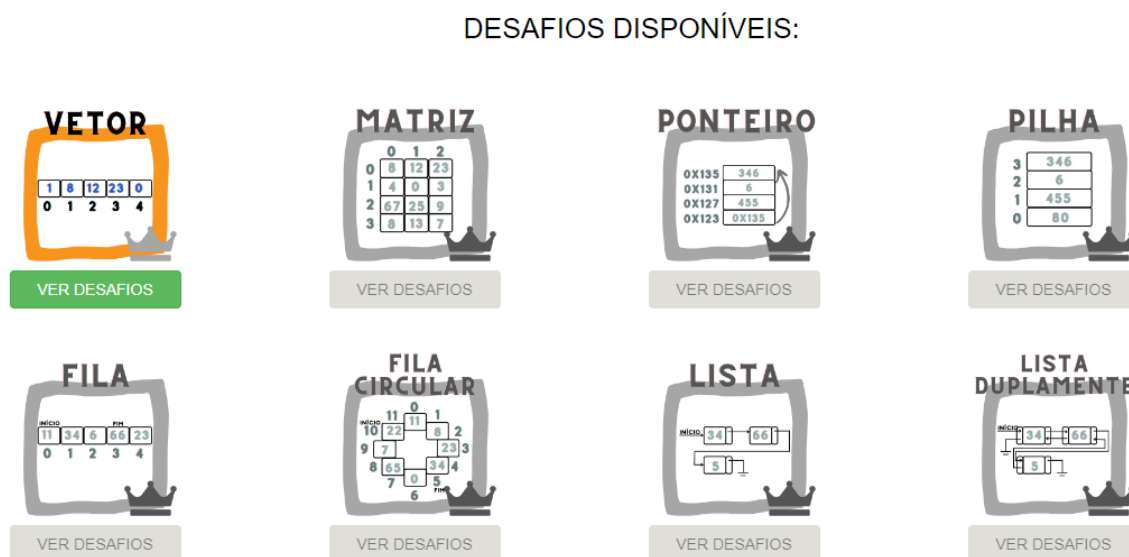 DESAFIOS DISPONÍVEIS:
VETOR
1 8 12 23 0
0 1 2 3 4
VER DESAFIOS
MATRIZ
0 1 2
0 8 12 23
1 4 0 3
2 67 25 9
3 8 13 7
VER DESAFIOS
PONTEIRO
0X135 346
0X131 6
0X127 455
0X123 0X135
VER DESAFIOS
PILHA
3 346
2 6
1 455
0 80
VER DESAFIOS
FILA
INÍCIO FIM
11 34 6 66 23
0 1 2 3 4
VER DESAFIOS
FILA
CIRCULAR
0
11 11 1
INÍCIO
10 22 8 2
9 7 23 3
8 65 34 4
7 0 5
6 FIM
VER DESAFIOS
LISTA
INÍCIO 34 66
5
VER DESAFIOS
LISTA
DUPLAMENTE
INÍCIO 34 66
5
VER DESAFIOS